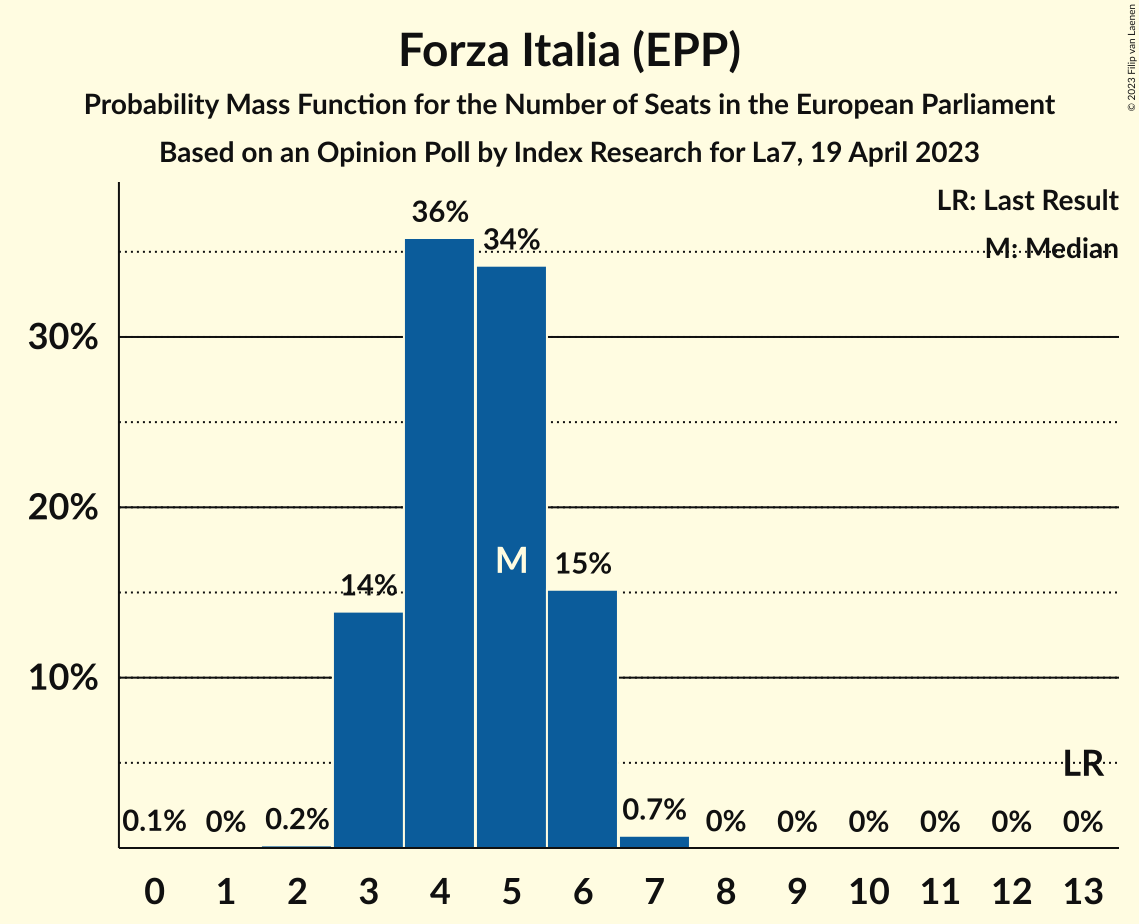 Forza Italia (EPP)
Probability Mass Function for the Number of Seats in the European Parliament
Based on an Opinion Poll by Index Research for La7, 19 April 2023
© 2023 Filip van Laenen
LR: Last Result
M: Median
36%
34%
30%
20%
M
15%
14%
10%
LR
0.1%
0%
0.2%
0.7%
0%
0%
0%
0%
0%
0%
0 1 2 3 4 5 6 7 8 9 10 11 12 13